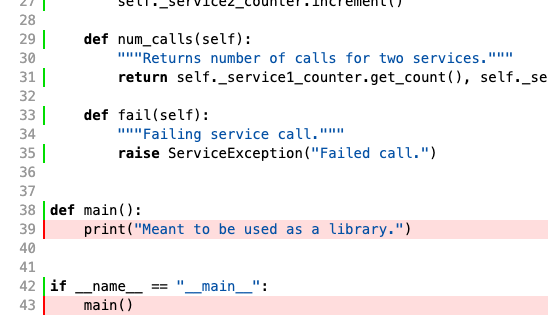 27 self._service2_counter.increment()
28
29 def num_calls(self):
30 """Returns number of calls for two services."""
31 return self._service1_counter.get_count(), self._se
32
33 def fail(self):
34 """Failing service call."""
35 raise ServiceException("Failed call.")
36
37
38 def main():
39 print("Meant to be used as a library.")
40
41
42 if __name__ == "__main__":
43 main()